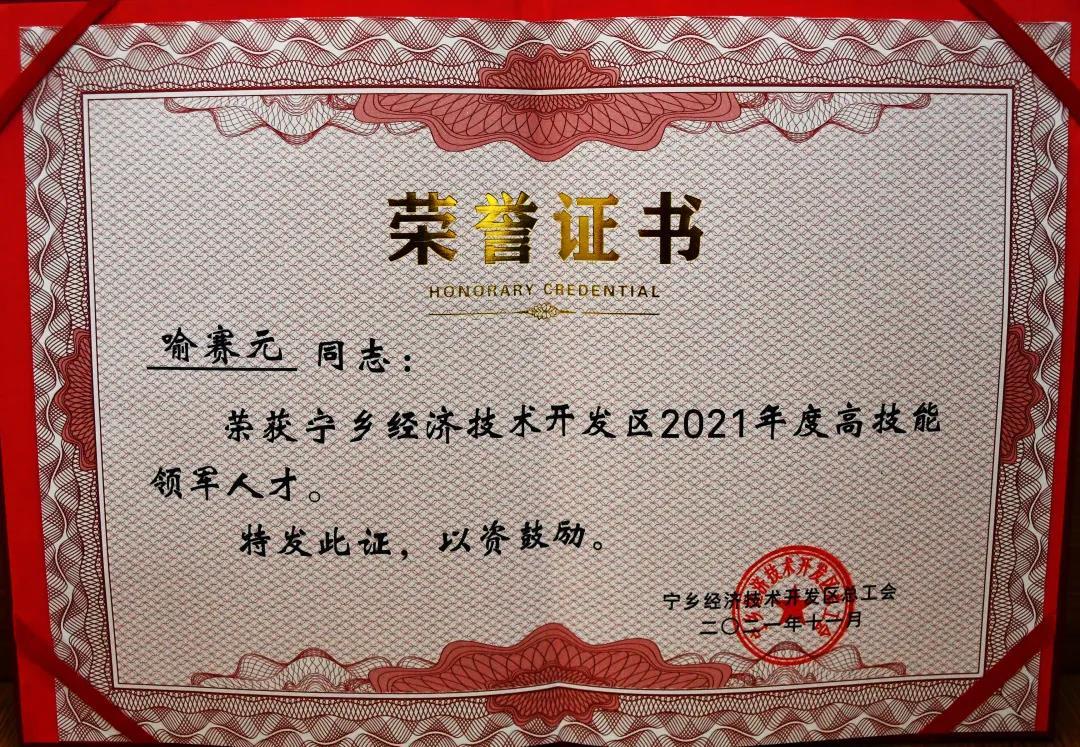 荣誉证书
HONORARY CREDENTIAL
喻赛元 同志：
荣获宁乡经济技术开发区2021年度高技能
领军人才。
特发此证，以资鼓励。
宁乡经济技术开发区总工会
二〇二一年十一月